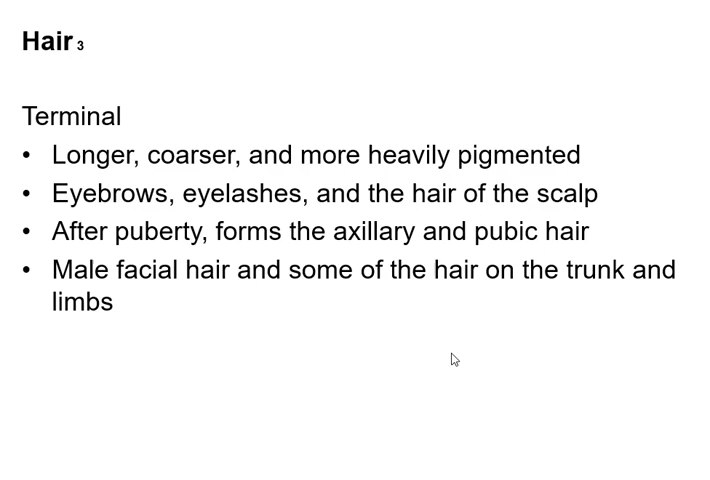 Hair 3
Terminal
• Longer, coarser, and more heavily pigmented
• Eyebrows, eyelashes, and the hair of the scalp
• After puberty, forms the axillary and pubic hair
• Male facial hair and some of the hair on the trunk and
limbs